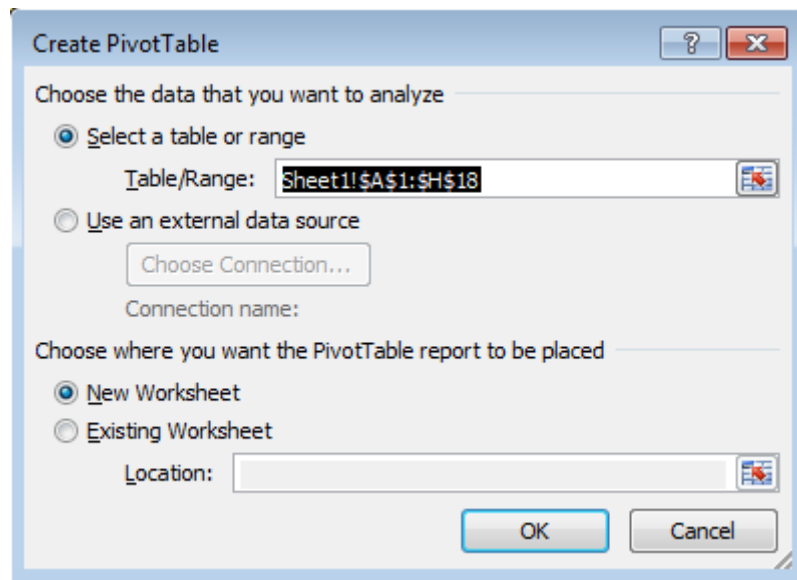 Create PivotTable
?
Choose the data that you want to analyze
Select a table or range
Table/Range: Sheet1!$A$1:$H$18
Use an external data source
Choose Connection...
Connection name:
Choose where you want the PivotTable report to be placed
New Worksheet
Existing Worksheet
Location:
OK Cancel